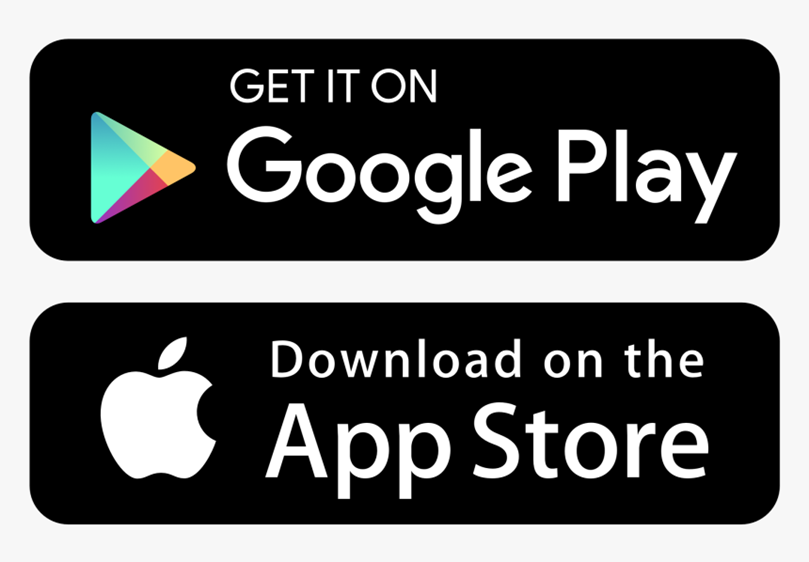 GET IT ON
Google Play
Download on the
App Store